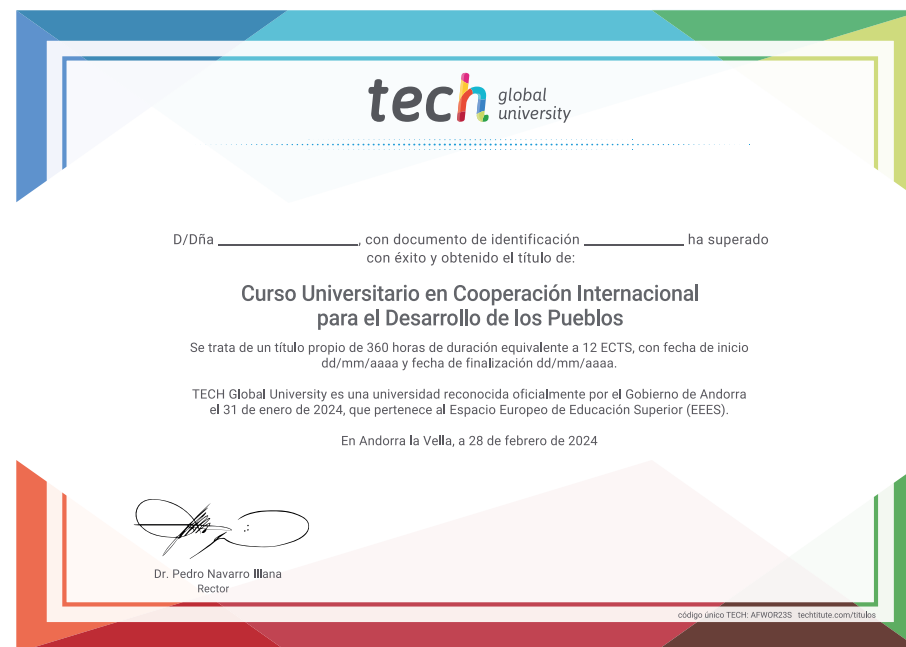 tech global university
D/Dña ____________________, con documento de identificación ______________ ha superado
con éxito y obtenido el título de:
Curso Universitario en Cooperación Internacional
para el Desarrollo de los Pueblos
Se trata de un título propio de 360 horas de duración equivalente a 12 ECTS, con fecha de inicio
dd/mm/aaaa y fecha de finalización dd/mm/aaaa.
TECH Global University es una universidad reconocida oficialmente por el Gobierno de Andorra
el 31 de enero de 2024, que pertenece al Espacio Europeo de Educación Superior (EEES).
En Andorra la Vella, a 28 de febrero de 2024
Dr. Pedro Navarro Illana
Rector
código único TECH: AFWOR23S techtitute.com/titulos